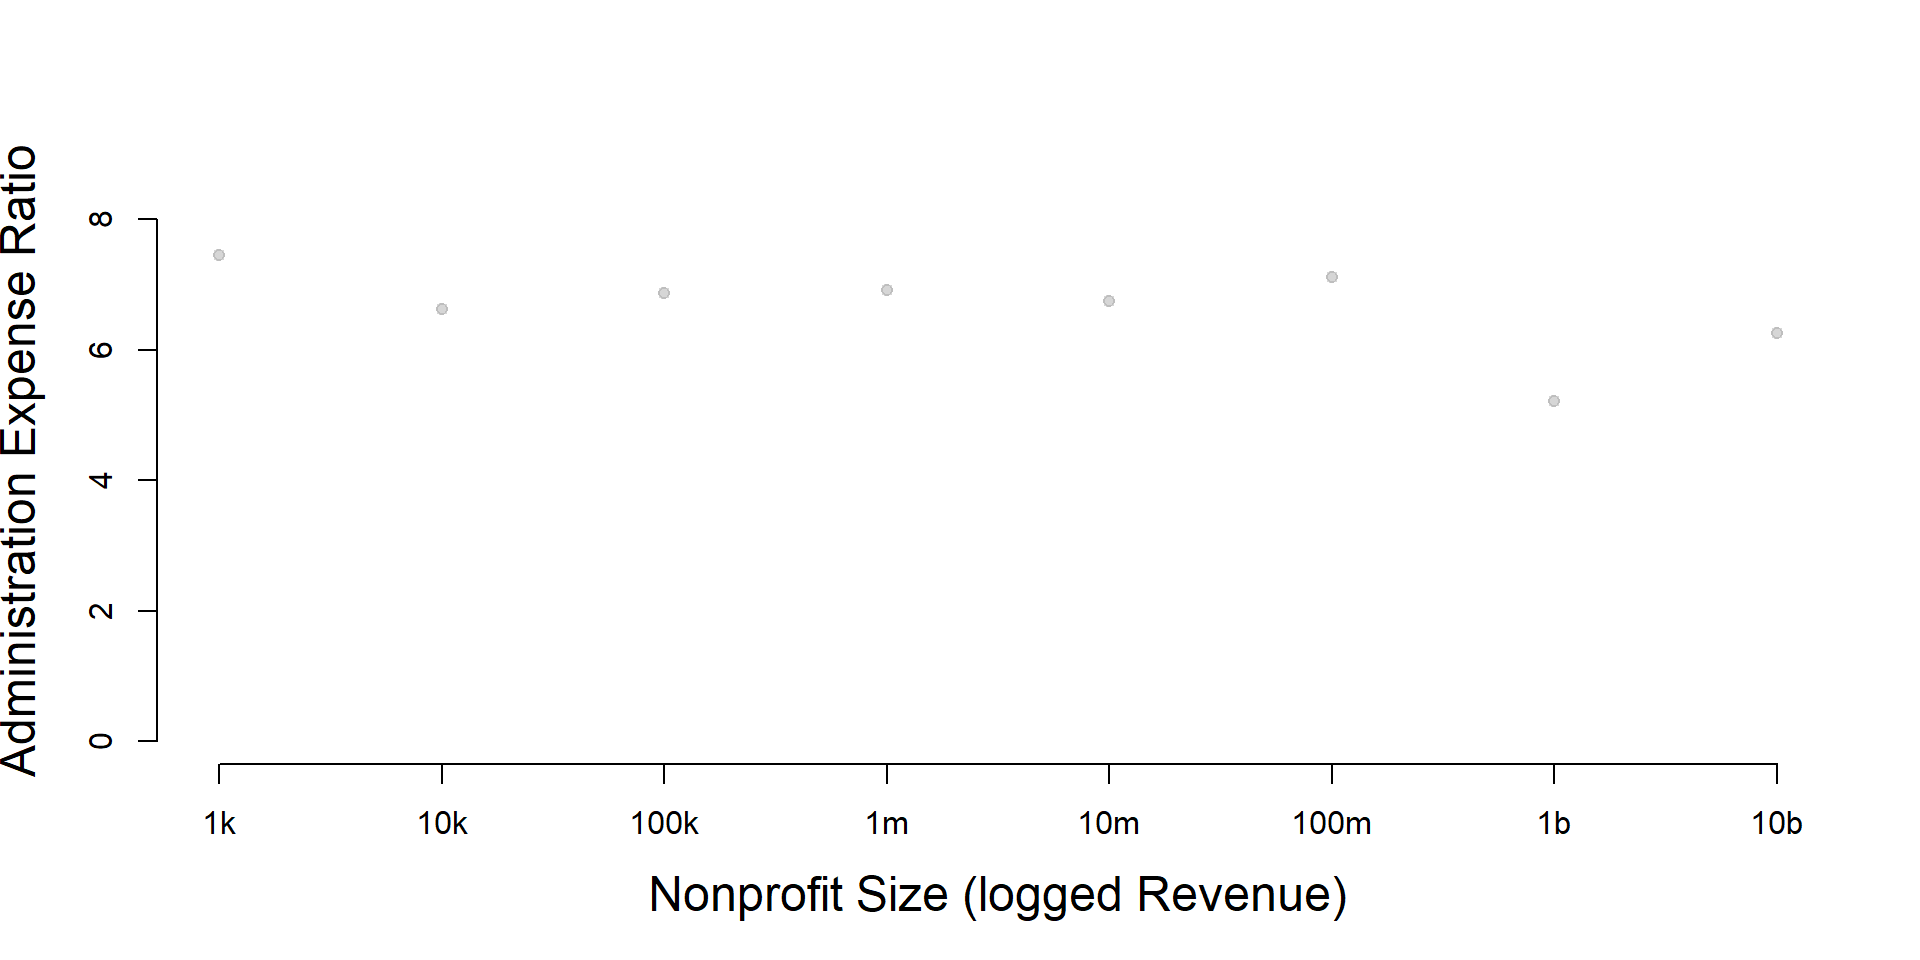 Administration Expense Ratio
8
6
4
2
0
1k 10k 100k 1m 10m 100m 1b 10b
Nonprofit Size (logged Revenue)